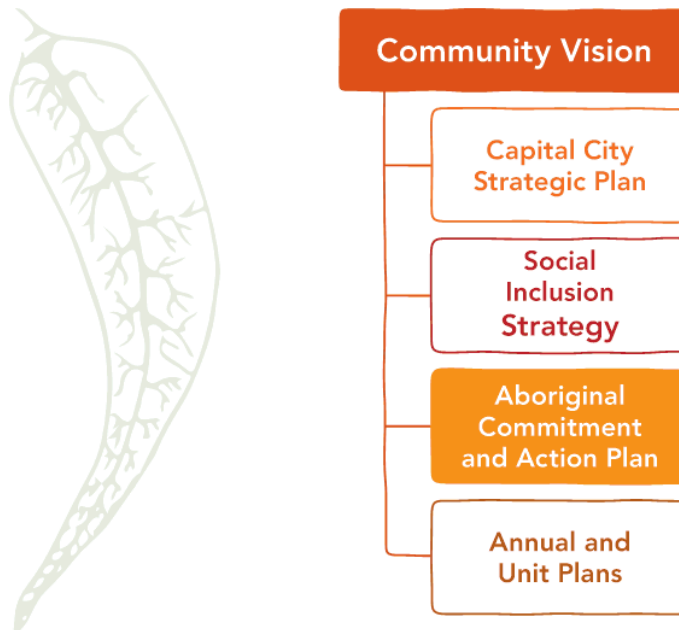 Community Vision
Capital City
Strategic Plan
Social
Inclusion
Strategy
Aboriginal
Commitment
and Action Plan
Annual and
Unit Plans